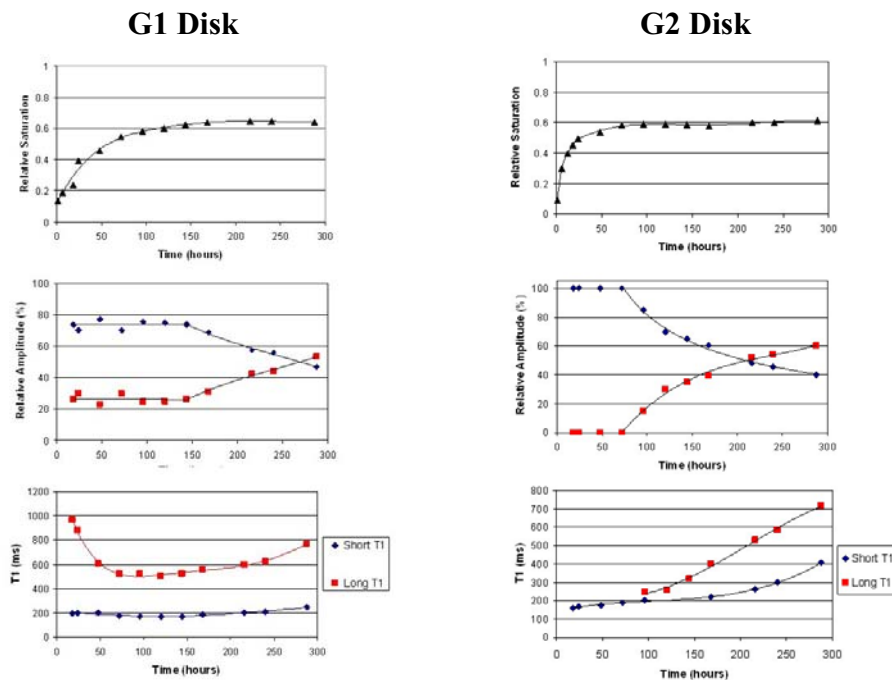 G1 Disk
G2 Disk
Relative Saturation
1
0.8
0.6
0.4
0.2
0
0 50 100 150 200 250 300
Time (hours)
Relative Saturation
1
0.8
0.6
0.4
0.2
0
0 50 100 150 200 250 300
Time (hours)
Relative Amplitude (%)
100
80
60
40
20
0
0 50 100 150 200 250 300
Relative Amplitude (%)
100
80
60
40
20
0
0 50 100 150 200 250 300
Time (hours)
T1 (ms)
1200
1000
800
600
400
200
0
0 50 100 150 200 250 300
Time (hours)
Short T1
Long T1
T1 (ms)
800
700
600
500
400
300
200
100
0
0 50 100 150 200 250 300
Time (hours)
Short T1
Long T1